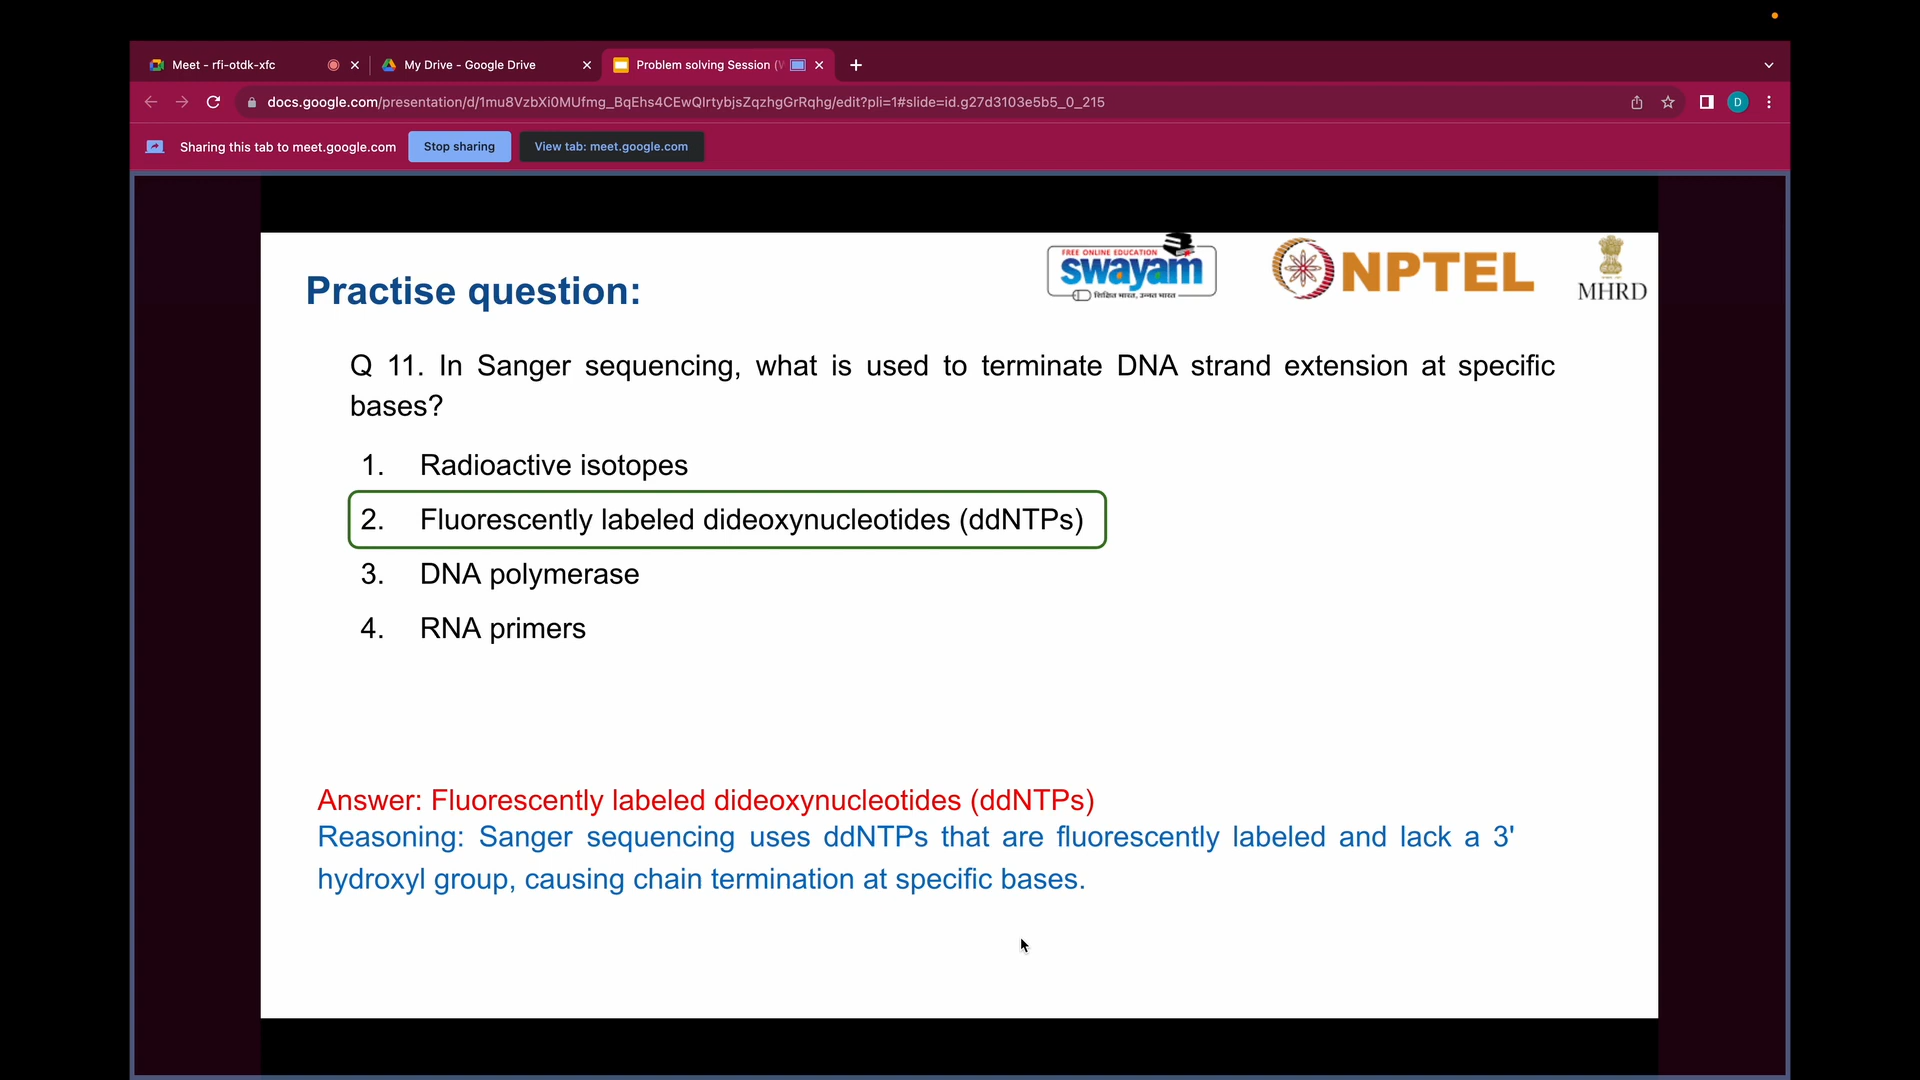 Meet - rfi-otdk-xfc
My Drive - Google Drive
Problem solving Session (W
docs.google.com/presentation/d/1mu8VzbXi0MUfmg_BqEhs4CEwQIrtybjsZqzhgGrRqhg/edit?pli=1#slide=id.g27d3103e5b5_0_215
D
Sharing this tab to meet.google.com
Stop sharing
View tab: meet.google.com
FREE ONLINE EDUCATION
swayam
शिक्षित भारत, उन्नत भारत
NPTEL
MHRD
Practise question:
Q 11. In Sanger sequencing, what is used to terminate DNA strand extension at specific
bases?
1. Radioactive isotopes
2. Fluorescently labeled dideoxynucleotides (ddNTPs)
3. DNA polymerase
4. RNA primers
Answer: Fluorescently labeled dideoxynucleotides (ddNTPs)
Reasoning: Sanger sequencing uses ddNTPs that are fluorescently labeled and lack a 3'
hydroxyl group, causing chain termination at specific bases.